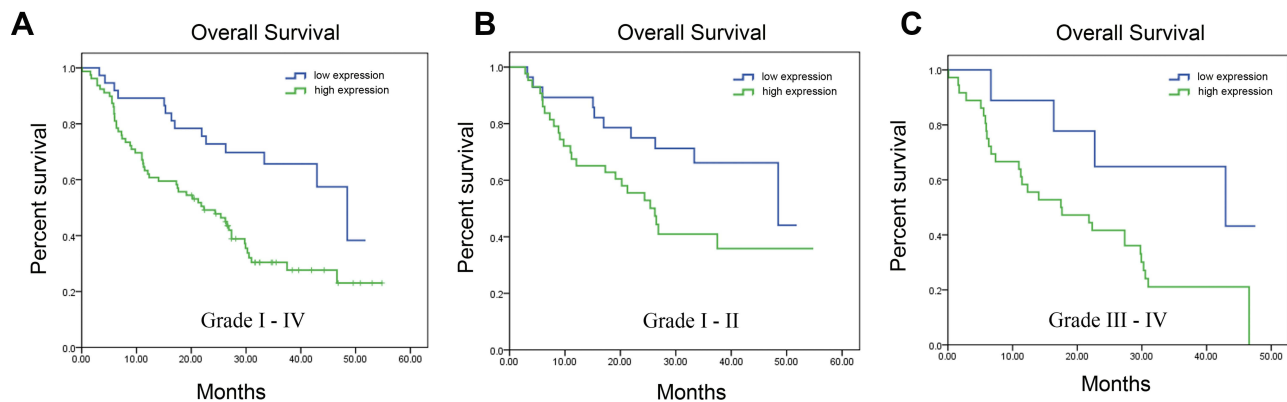 A
Overall Survival
low expression
high expression
Percent survival
1.0
0.8
0.6
0.4
0.2
0.0
Grade I - IV
0.00 10.00 20.00 30.00 40.00 50.00 60.00
Months
B
Overall Survival
low expression
high expression
Percent survival
1.0
0.8
0.6
0.4
0.2
0.0
Grade I - II
0.00 10.00 20.00 30.00 40.00 50.00 60.00
Months
C
Overall Survival
low expression
high expression
Percent survival
1.0
0.8
0.6
0.4
0.2
0.0
Grade III - IV
0.00 10.00 20.00 30.00 40.00 50.00
Months